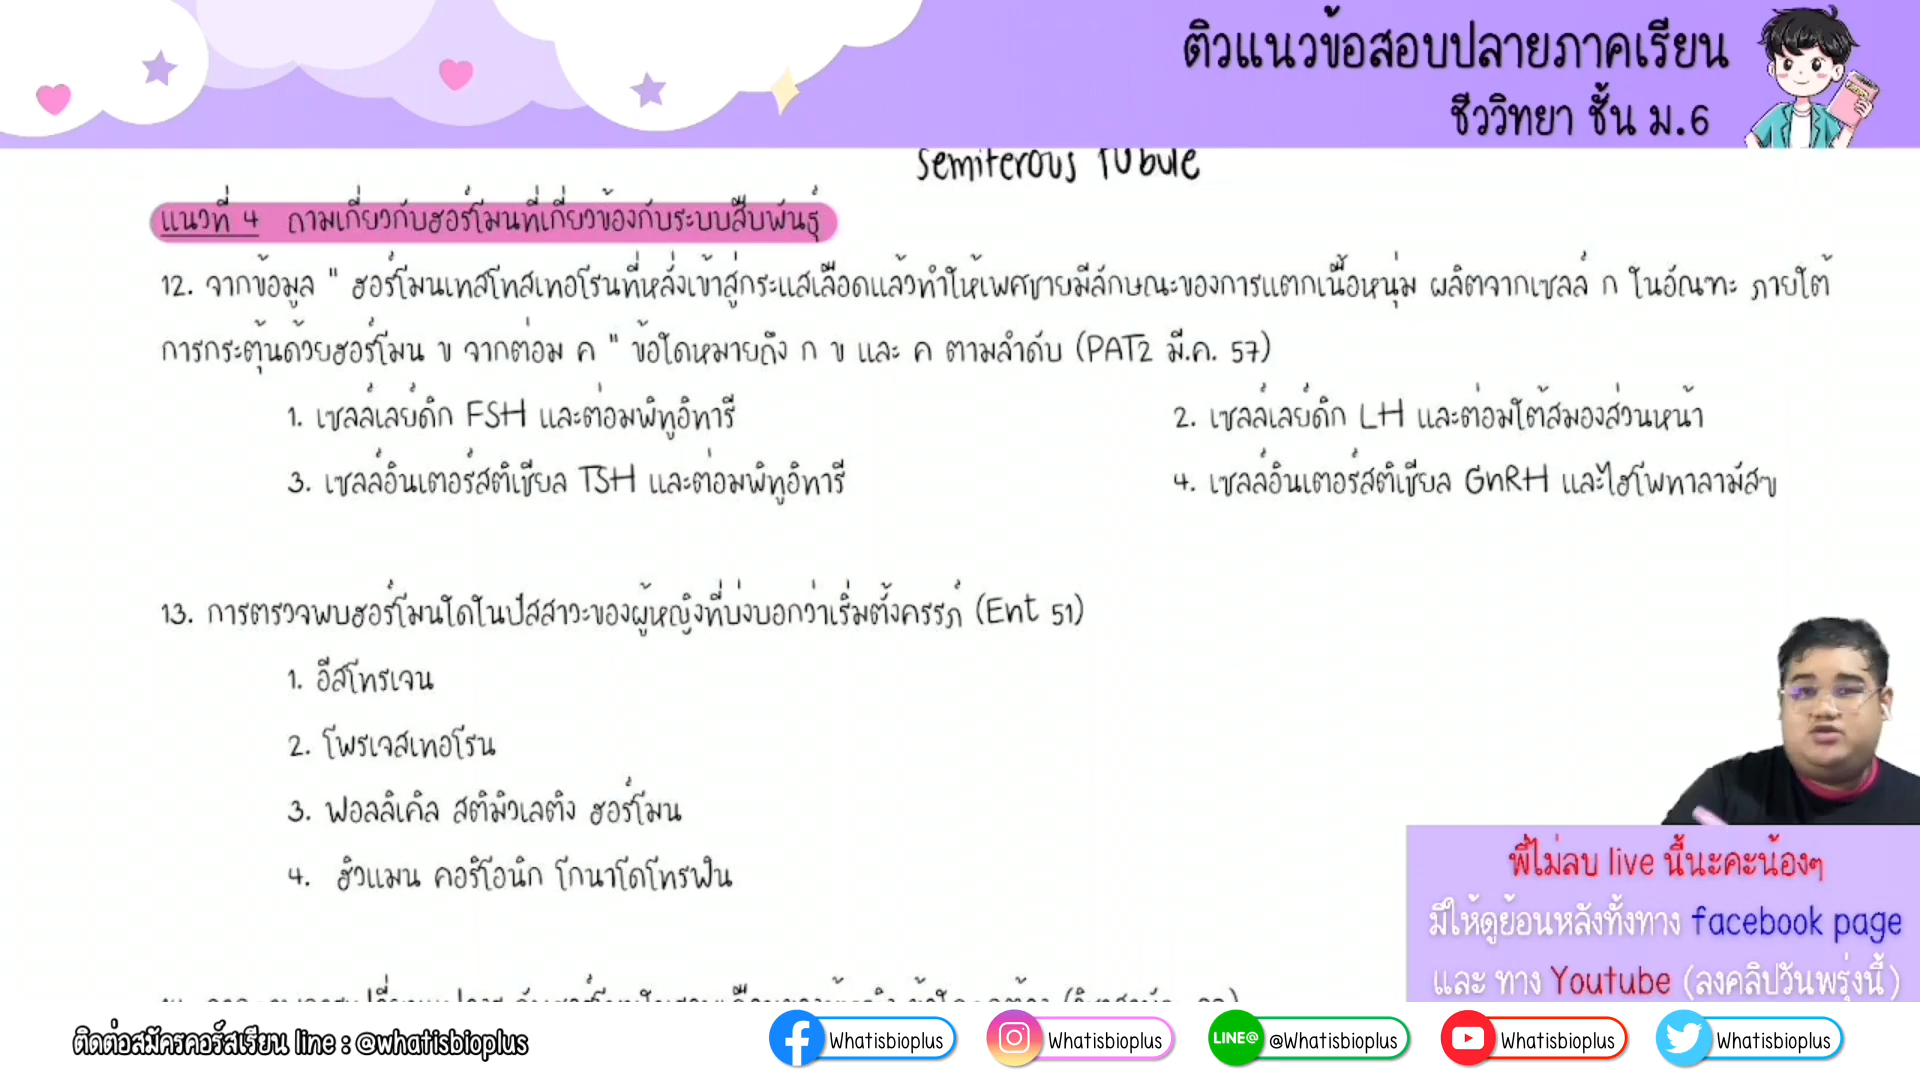 ติวแนวข้อสอบปลายภาคเรียน
ชีววิทยา ชั้น ม.6
Semiterous Tubule
แนวที่ 4 ถามเกี่ยวกับฮอร์โมนที่เกี่ยวข้องกับระบบสืบพันธุ์
12. จากข้อมูล " ฮอร์โมนเทสโทสเทอโรนที่หลั่งเข้าสู่กระแสเลือดแล้วทำให้เพศชายมีลักษณะของการแตกเนื้อหนุ่ม ผลิตจากเซลล์ ก ในอัณฑะ ภายใต้
การกระตุ้นด้วยฮอร์โมน ข จากต่อม ค " ข้อใดหมายถึง ก ข และ ค ตามลำดับ (PAT2 มี.ค. 57)
1. เซลล์เลย์ดิก FSH และต่อมพิทูอิทารี
2. เซลล์เลย์ดิก LH และต่อมใต้สมองส่วนหน้า
3. เซลล์อินเตอร์สติเชียล TSH และต่อมพิทูอิทารี
4. เซลล์อินเตอร์สติเชียล GnRH และไฮโพทาลามัสฃ
13. การตรวจพบฮอร์โมนใดในปัสสาวะของผู้หญิงที่บ่งบอกว่าเริ่มตั้งครรภ์ (Ent 51)
1. อีสโทรเจน
2. โพรเจสเทอโรน
3. ฟอลลิเคิล สติมิวเลติง ฮอร์โมน
4. ฮิวแมน คอริโอนิก โกนาโดโทรฟิน
พี่ไม่ลบ live นี้นะคะน้องๆ
มีให้ดูย้อนหลังทั้งทาง facebook page
และ ทาง Youtube (ลงคลิปวันพรุ่งนี้)
ติดต่อสมัครคอร์สเรียน line : @whatisbioplus
Whatisbioplus
Whatisbioplus
LINE@ @Whatisbioplus
Whatisbioplus
Whatisbioplus